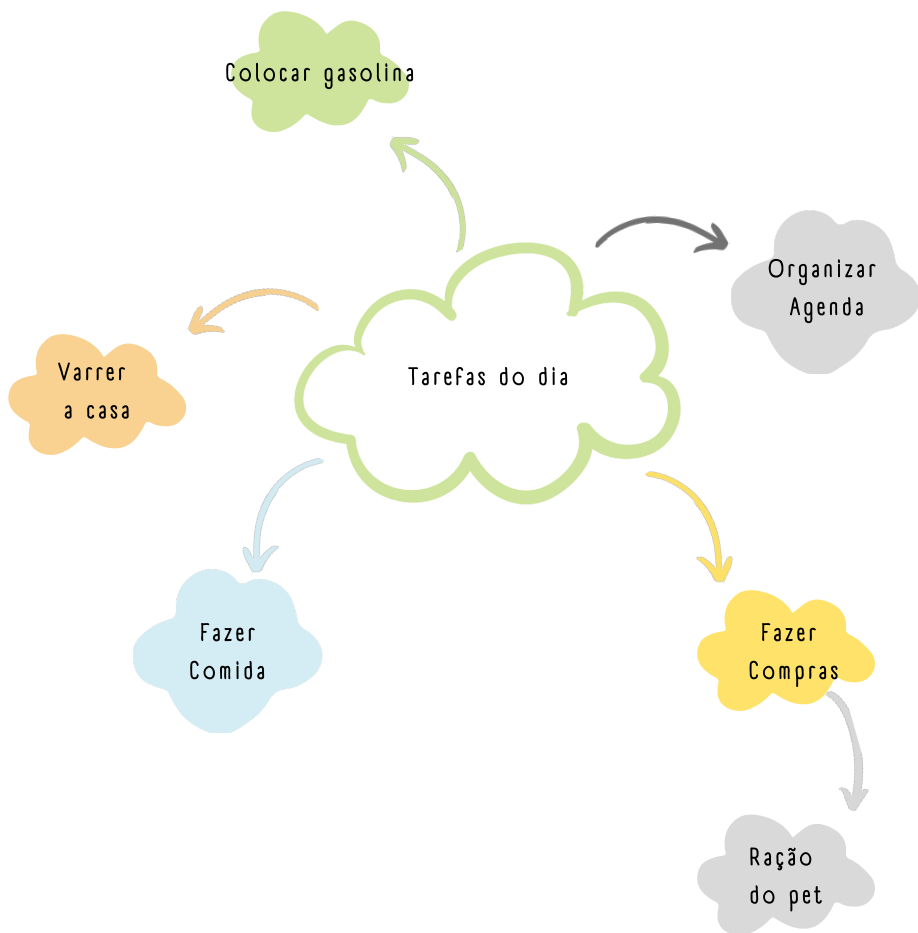 Colocar gasolina
Organizar
Agenda
Tarefas do dia
Varrer
a casa
Fazer
Comida
Fazer
Compras
Ração
do pet